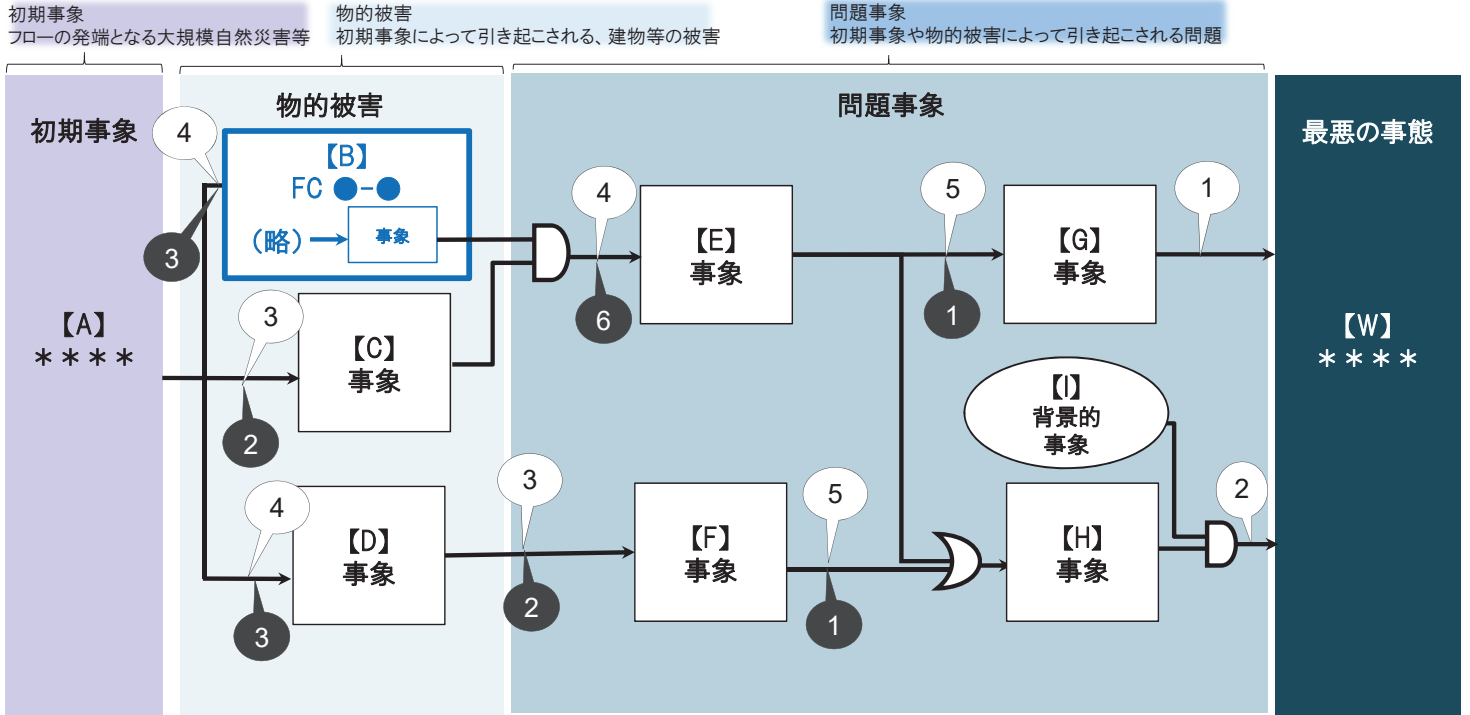 初期事象
フローの発端となる大規模自然災害等
物的被害
初期事象によって引き起こされる、建物等の被害
問題事象
初期事象や物的被害によって引き起こされる問題
初期事象
物的被害
問題事象
最悪の事態
4
【B】
FC ●-●
(略)
事象
3
4
6
【E】
事象
5
1
【G】
事象
1
【A】
****
3
2
【C】
事象
【I】
背景的
事象
【W】
****
4
3
【D】
事象
3
2
【F】
事象
5
1
【H】
事象
2